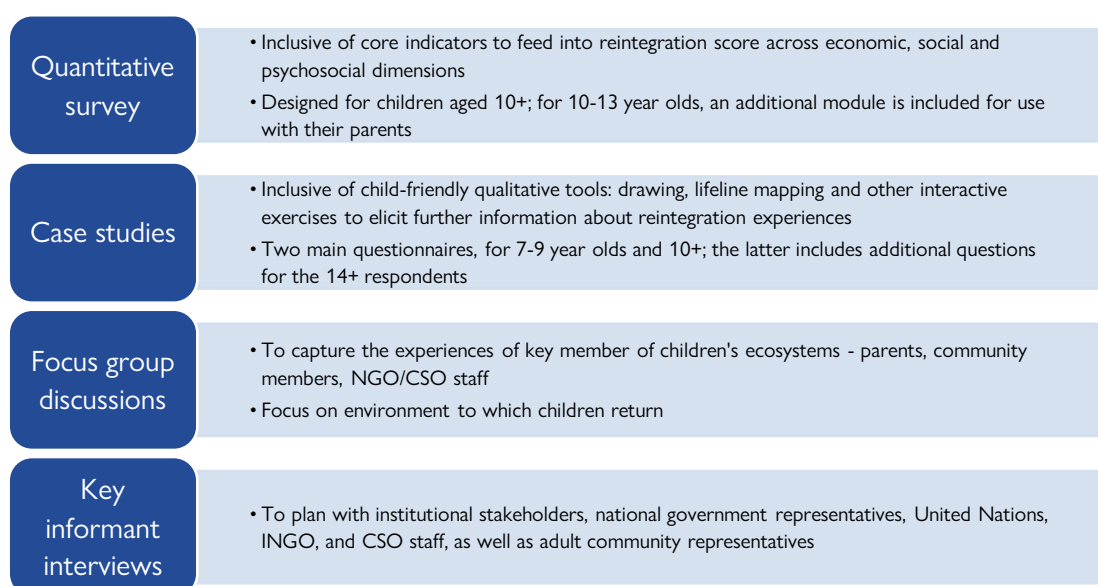 Quantitative
survey
• Inclusive of core indicators to feed into reintegration score across economic, social and
psychosocial dimensions
• Designed for children aged 10+; for 10-13 year olds, an additional module is included for use
with their parents
Case studies
• Inclusive of child-friendly qualitative tools: drawing, lifeline mapping and other interactive
exercises to elicit further information about reintegration experiences
• Two main questionnaires, for 7-9 year olds and 10+; the latter includes additional questions
for the 14+ respondents
Focus group
discussions
• To capture the experiences of key member of children's ecosystems - parents, community
members, NGO/CSO staff
• Focus on environment to which children return
Key
informant
interviews
• To plan with institutional stakeholders, national government representatives, United Nations,
INGO, and CSO staff, as well as adult community representatives